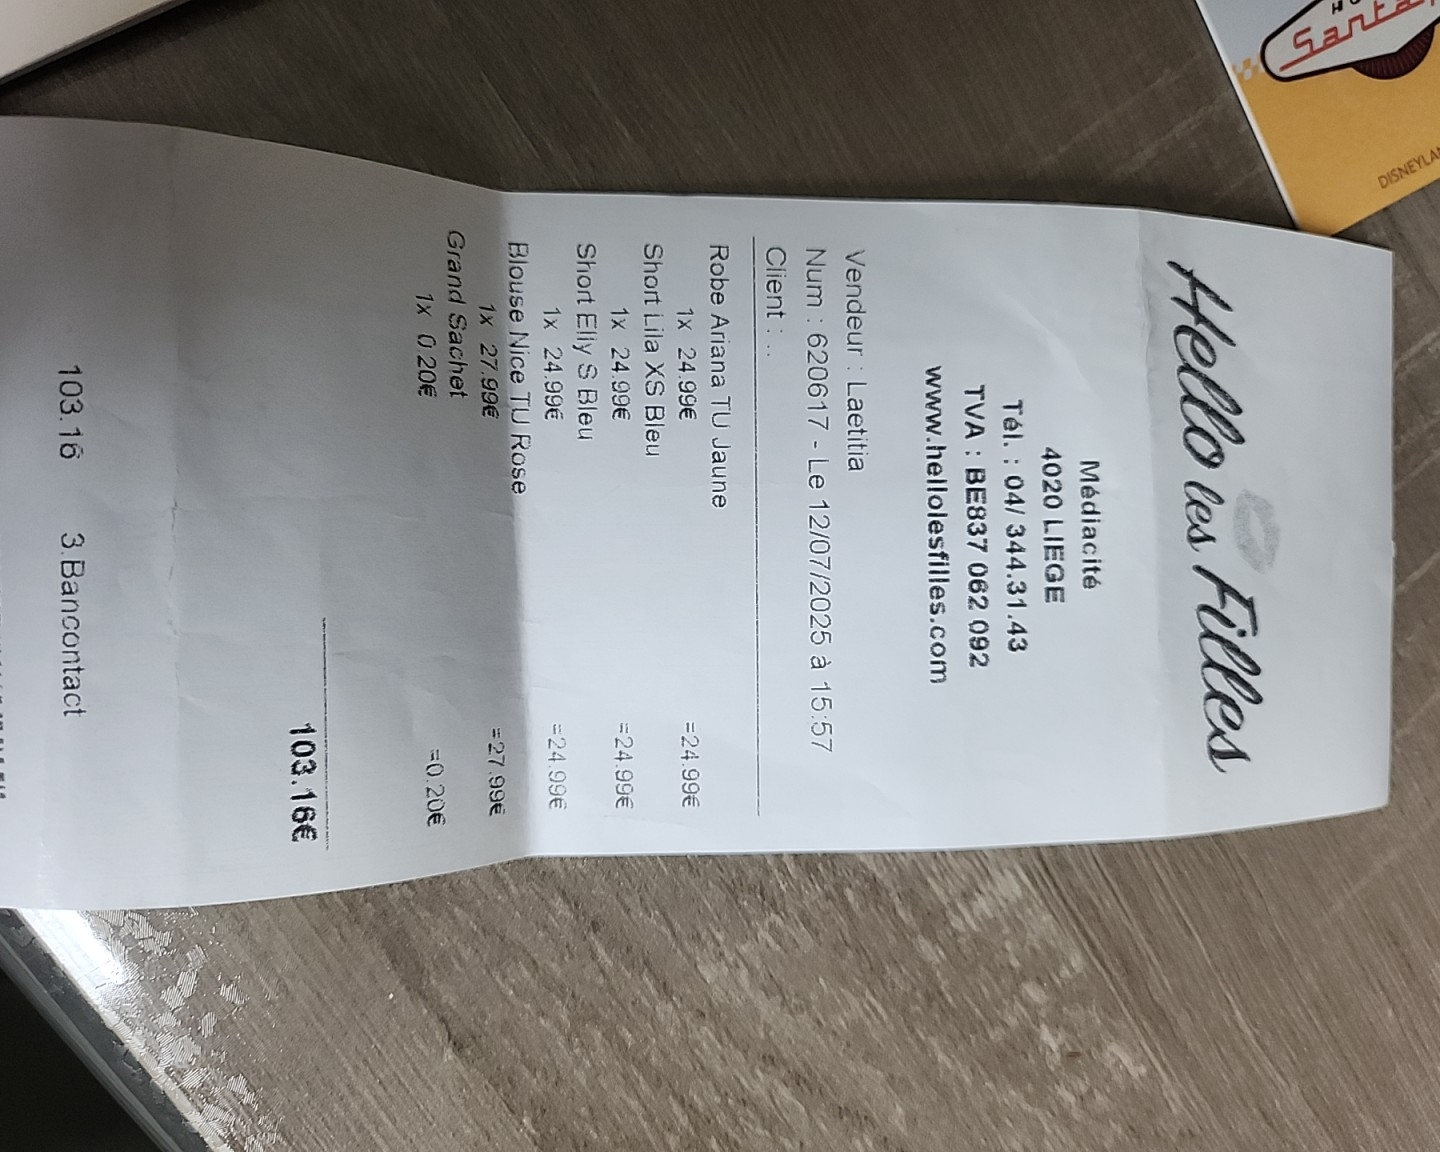 Hello les Filles
Médiacité
4020 LIEGE
Tél. : 04/ 344.31.43
TVA : BE837 062 092
www.hellolesfilles.com
Vendeur : Laetitia
Num : 620617 - Le 12/07/2025 à 15:57
Client : ..
Robe Ariana TU Jaune
1x 24.99€ =24.99€
Short Lila XS Bleu
1x 24.99€ =24.99€
Short Elly S Bleu
1x 24.99€ =24.99€
Blouse Nice TU Rose
1x 27.99€ =27.99€
Grand Sachet
1x 0.20€ =0.20€
103.16€
103.16 3.Bancontact